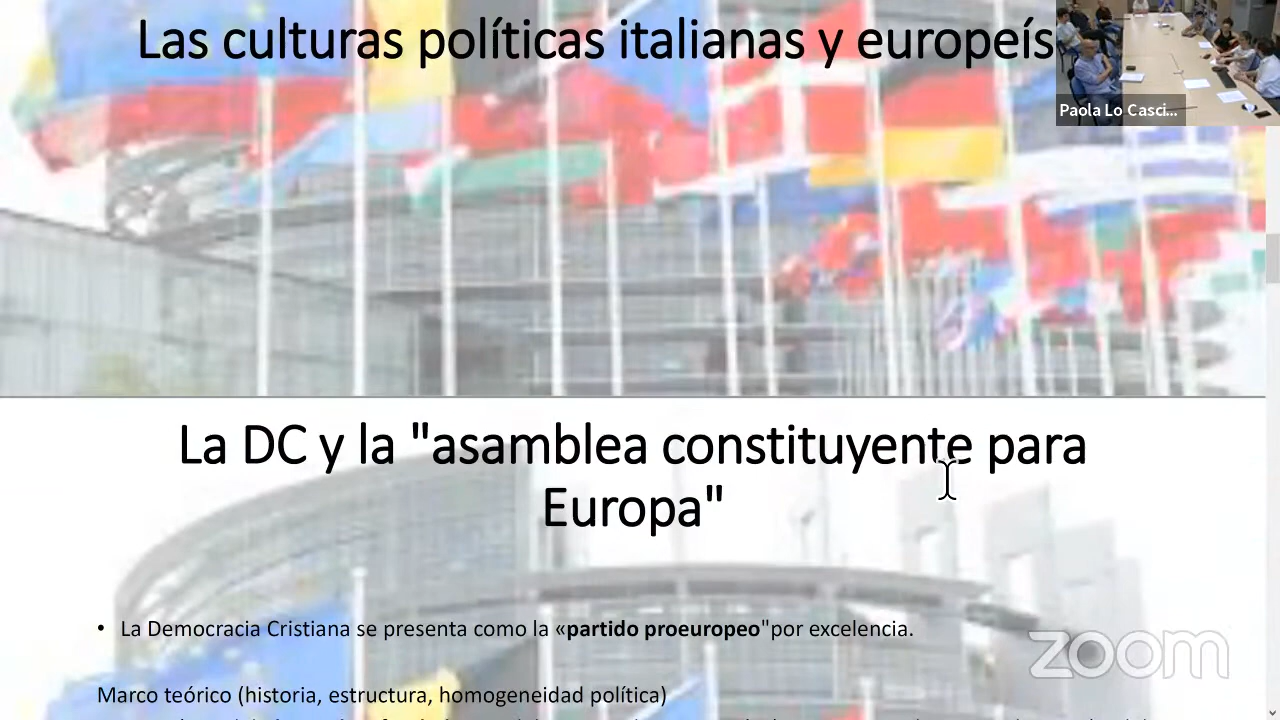 Las culturas políticas italianas y europeís
Paola Lo Casci...
La DC y la "asamblea constituyente para
Europa"
• La Democracia Cristiana se presenta como la «partido proeuropeo"por excelencia.
zoom
Marco teórico (historia, estructura, homogeneidad política)